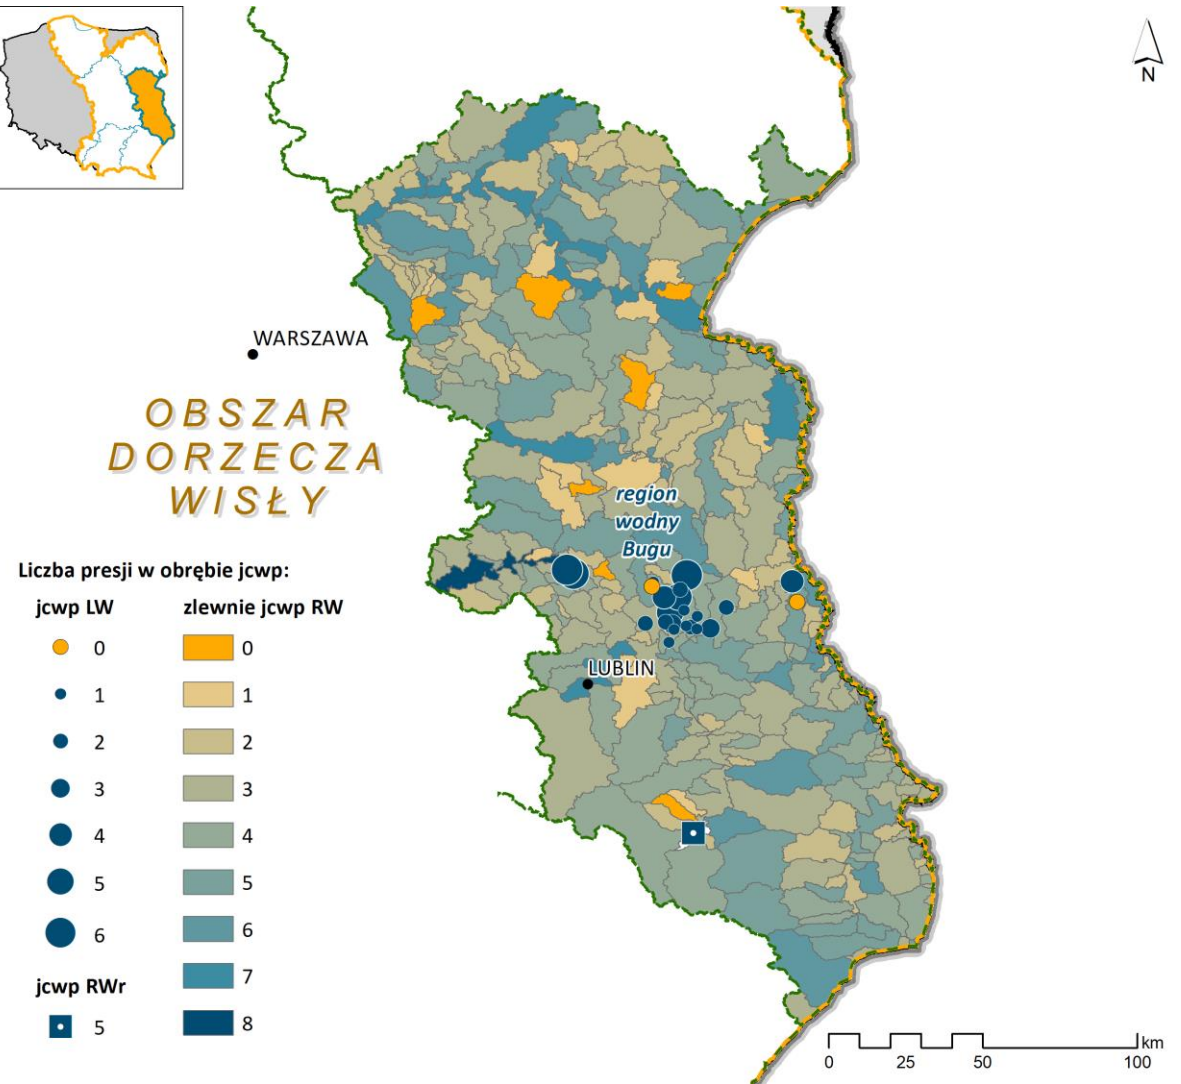 N
WARSZAWA
OBSZAR
DORZECZA
WISŁY
region
wodny
Bugu
LUBLIN
Liczba presji w obrębie jcwp:
jcwp LW
0
1
2
3
4
5
6
jcwp RWr
5
zlewnie jcwp RW
0
1
2
3
4
5
6
7
8
km
0 25 50 100